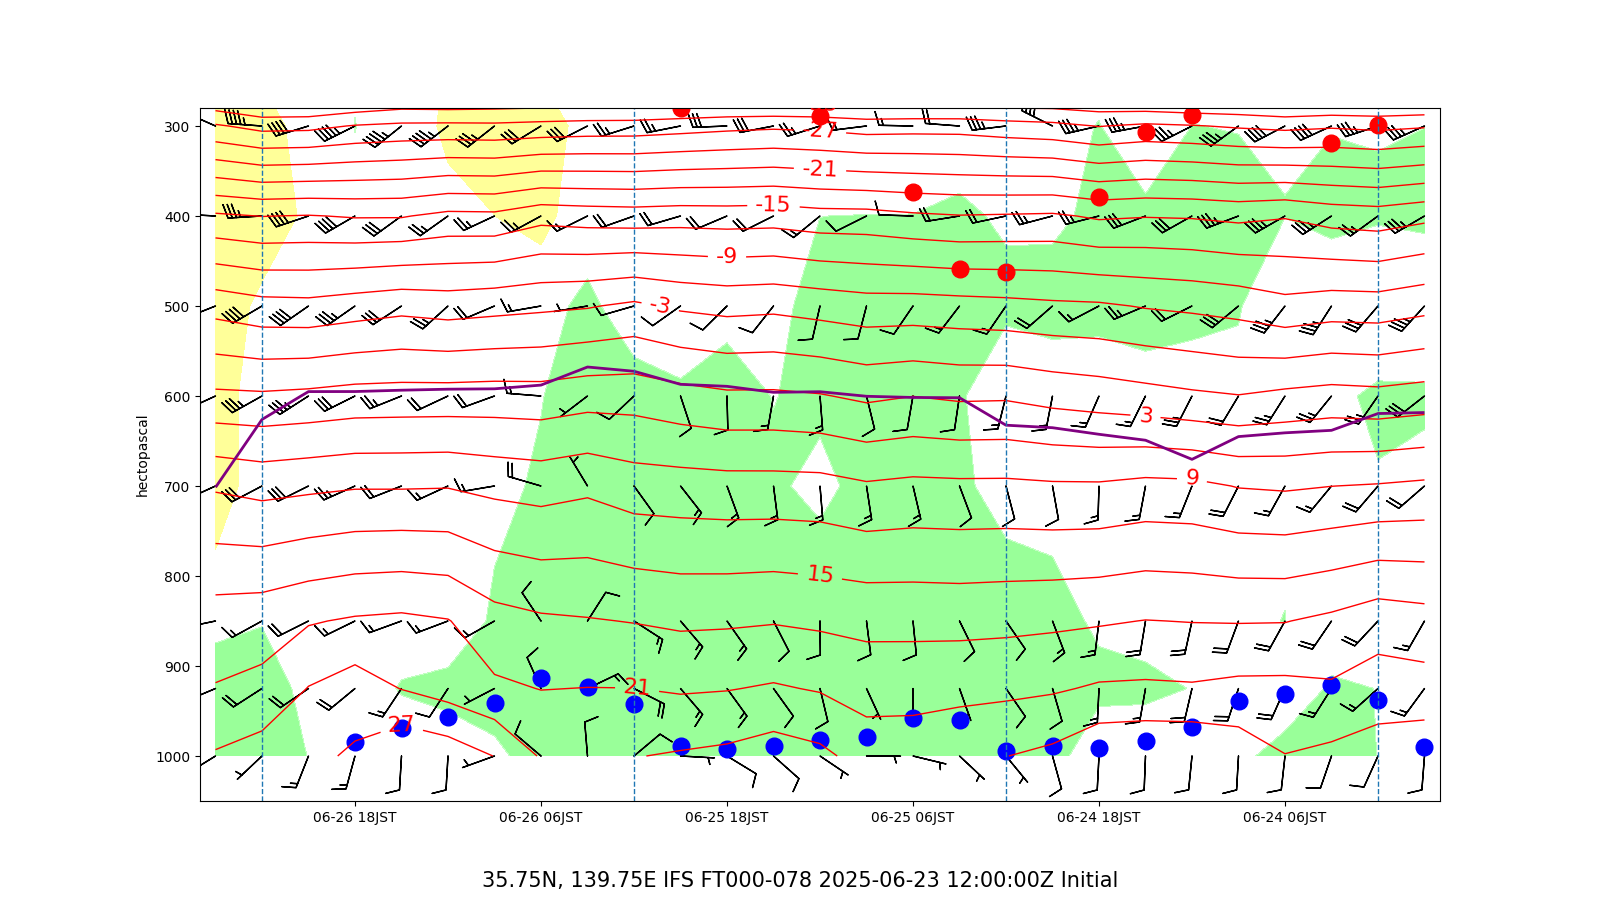 300
400
500
600
700
800
900
1000
hectopascal
27
-21
-15
-9
-3
3
9
15
21
27
06-26 18JST
06-26 06JST
06-25 18JST
06-25 06JST
06-24 18JST
06-24 06JST
35.75N, 139.75E IFS FT000-078 2025-06-23 12:00:00Z Initial